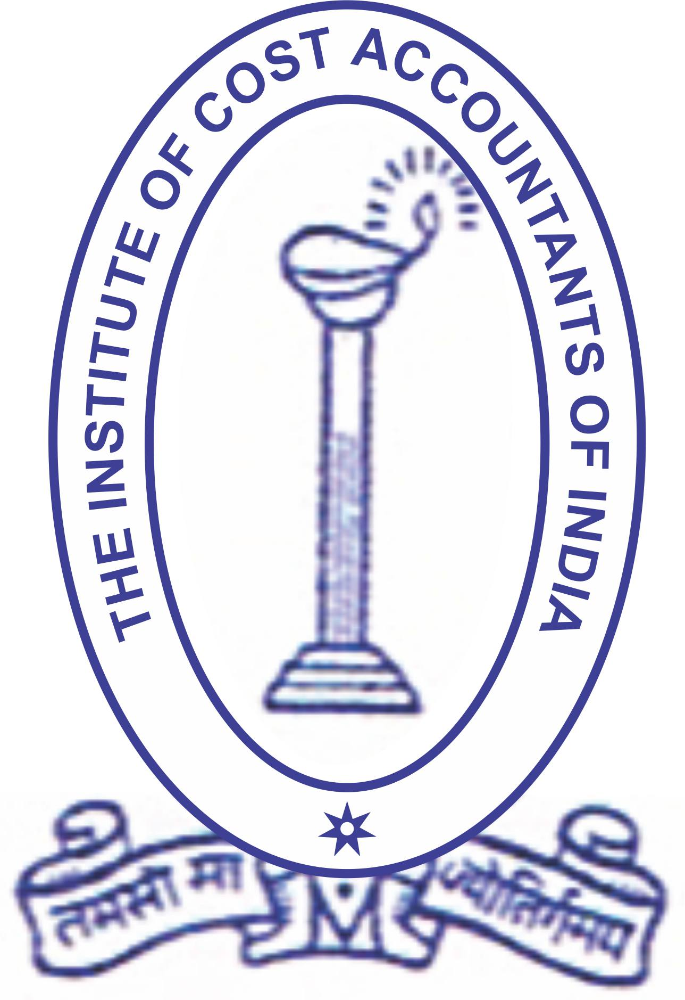 THE INSTITUTE OF COST ACCOUNTANTS OF INDIA
तमसो मा ज्योतिर्गमय